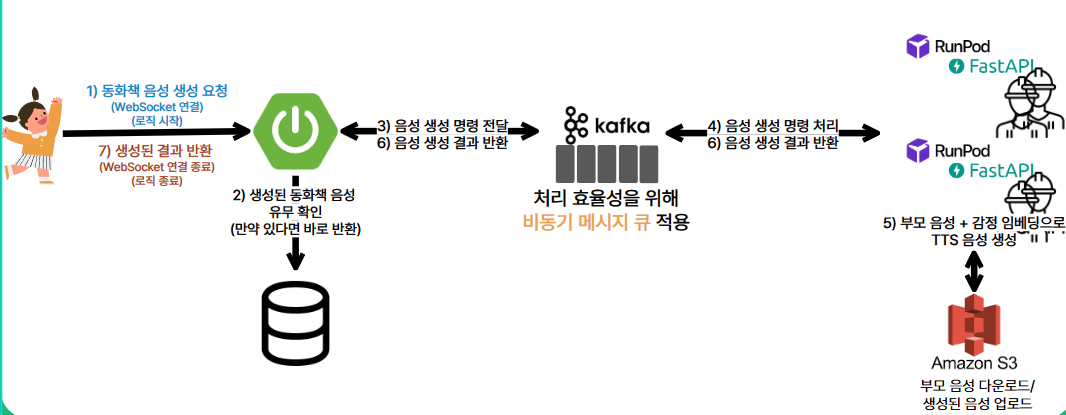 1) 동화책 음성 생성 요청
(WebSocket 연결)
(로직 시작)
7) 생성된 결과 반환
(WebSocket 연결 종료)
(로직 종료)
2) 생성된 동화책 음성
유무 확인
(만약 있다면 바로 반환)
3) 음성 생성 명령 전달
6) 음성 생성 결과 반환
kafka
처리 효율성을 위해
비동기 메시지 큐 적용
4) 음성 생성 명령 처리
6) 음성 생성 결과 반환
RunPod
FastAPI
RunPod
FastAPI
5) 부모 음성 + 감정 임베딩으로
TTS 음성 생성
Amazon S3
부모 음성 다운로드/
생성된 음성 업로드